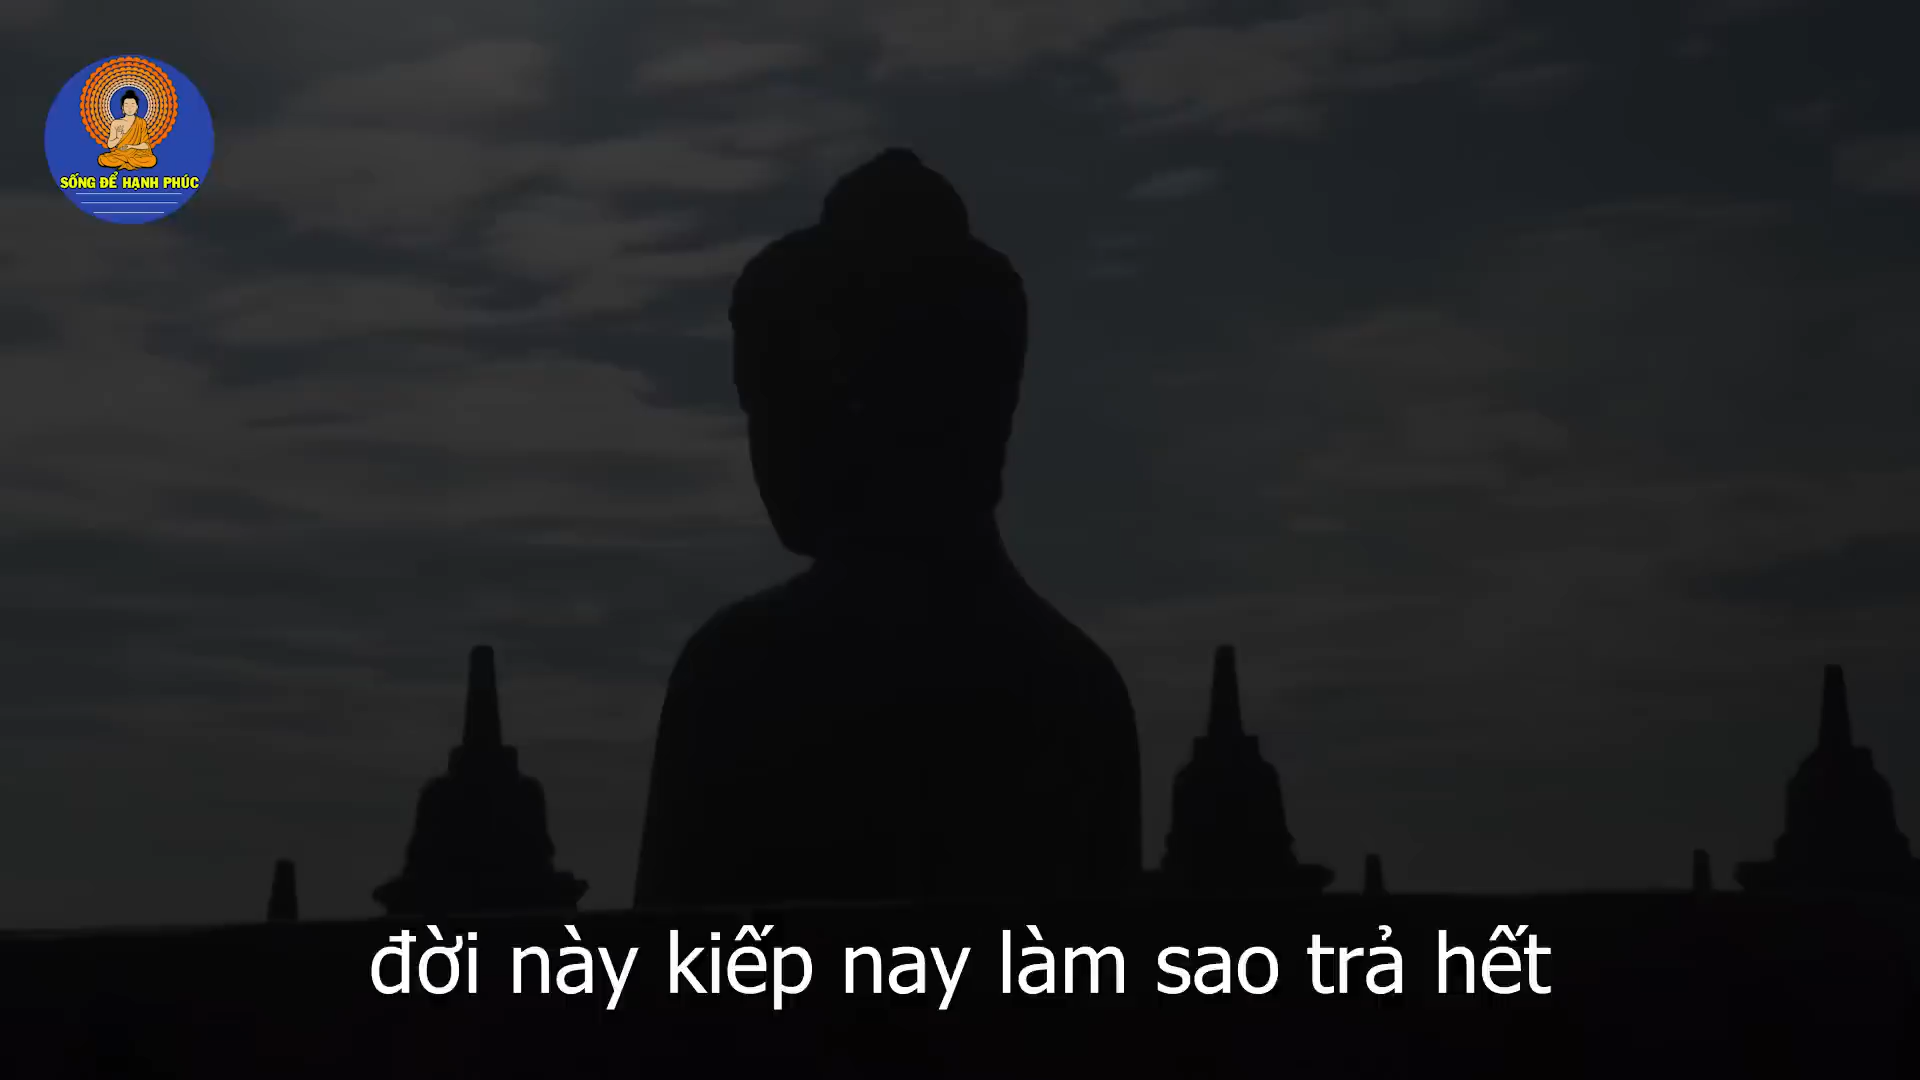 SỐNG ĐỂ HẠNH PHÚC
đời này kiếp nay làm sao trả hết